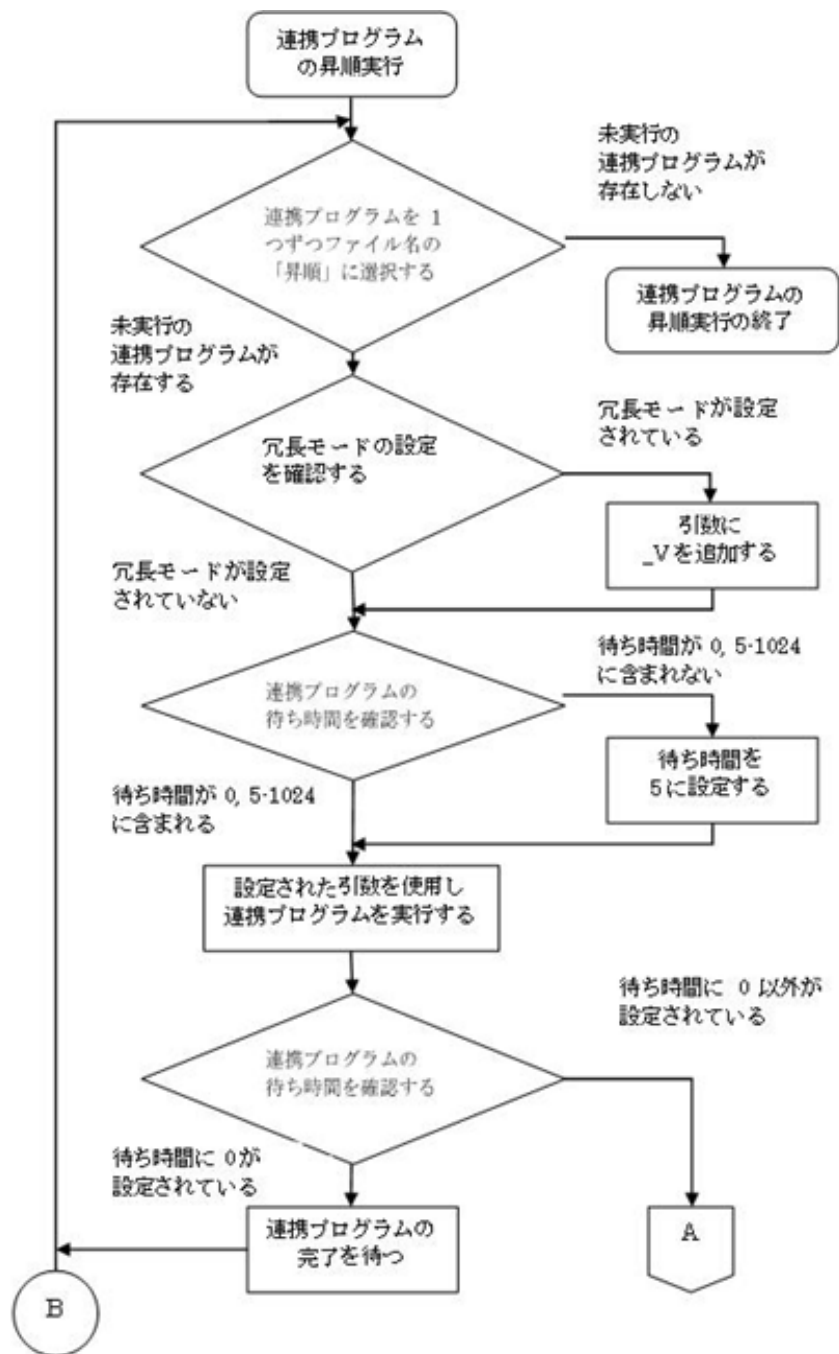 連携プログラム
の昇順実行
未実行の
連携プログラムが
存在しない
連携プログラムを 1
つずつファイル名の
「昇順」に選択する
連携プログラムの
昇順実行の終了
未実行の
連携プログラムが
存在する
冗長モードが設定
されている
冗長モードの設定
を確認する
引数に
_Vを追加する
冗長モードが設定
されていない
待ち時間が 0, 5-1024
に含まれない
連携プログラムの
待ち時間を確認する
待ち時間を
5に設定する
待ち時間が 0, 5-1024
に含まれる
設定された引数を使用し
連携プログラムを実行する
待ち時間に 0 以外が
設定されている
連携プログラムの
待ち時間を確認する
待ち時間に 0が
設定されている
連携プログラムの
完了を待つ
A
B